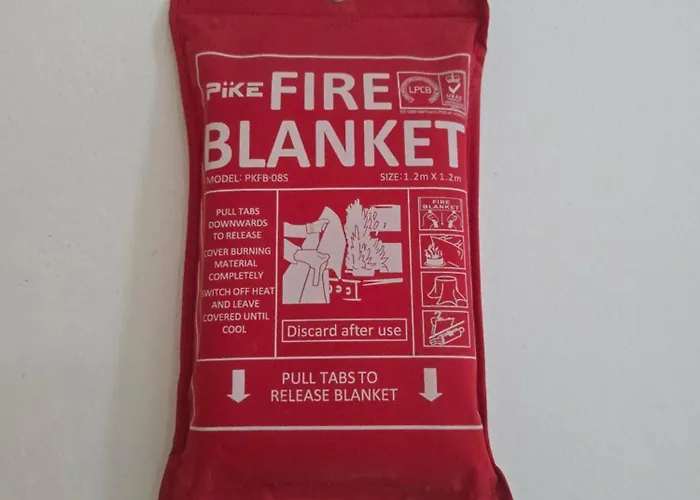 PIKE FIRE
LPCB
BLANKET
MODEL: PKFB-08S
SIZE: 1.2m X 1.2m
PULL TABS
DOWNWARDS
TO RELEASE
COVER BURNING
MATERIAL
COMPLETELY
SWITCH OFF HEAT
AND LEAVE
COVERED UNTIL
COOL
Discard after use
FIRE
BLANKET
PULL TABS TO
RELEASE BLANKET